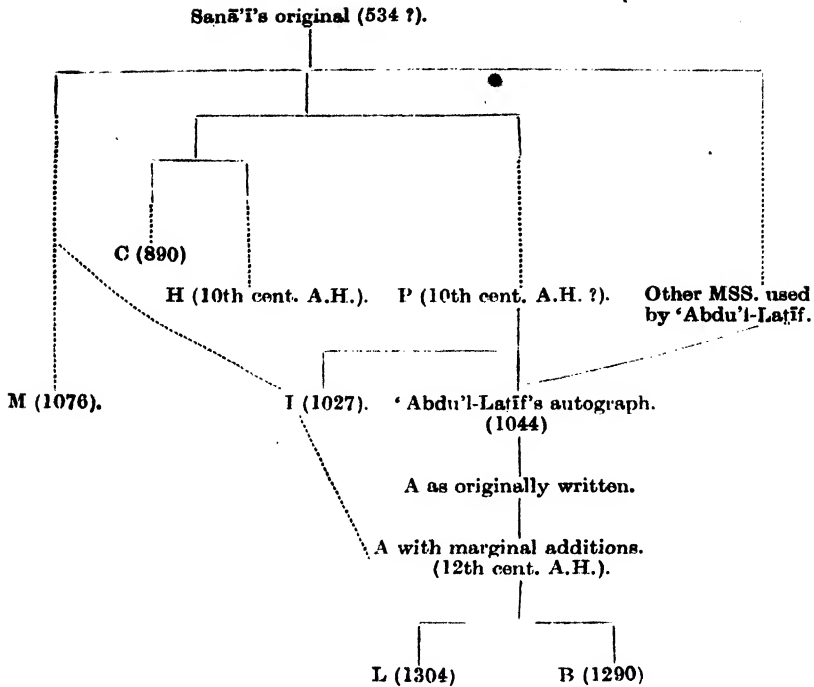 Sanā'ī's original (534 ?).
C (890)
H (10th cent. A.H.). P (10th cent. A.H. ?). Other MSS. used
by ‘Abdu'l-Laṭīf.
M (1076). I (1027). ‘Abdu'l-Laṭīf's autograph.
(1044)
A as originally written.
A with marginal additions.
(12th cent. A.H.).
L (1304) B (1290)